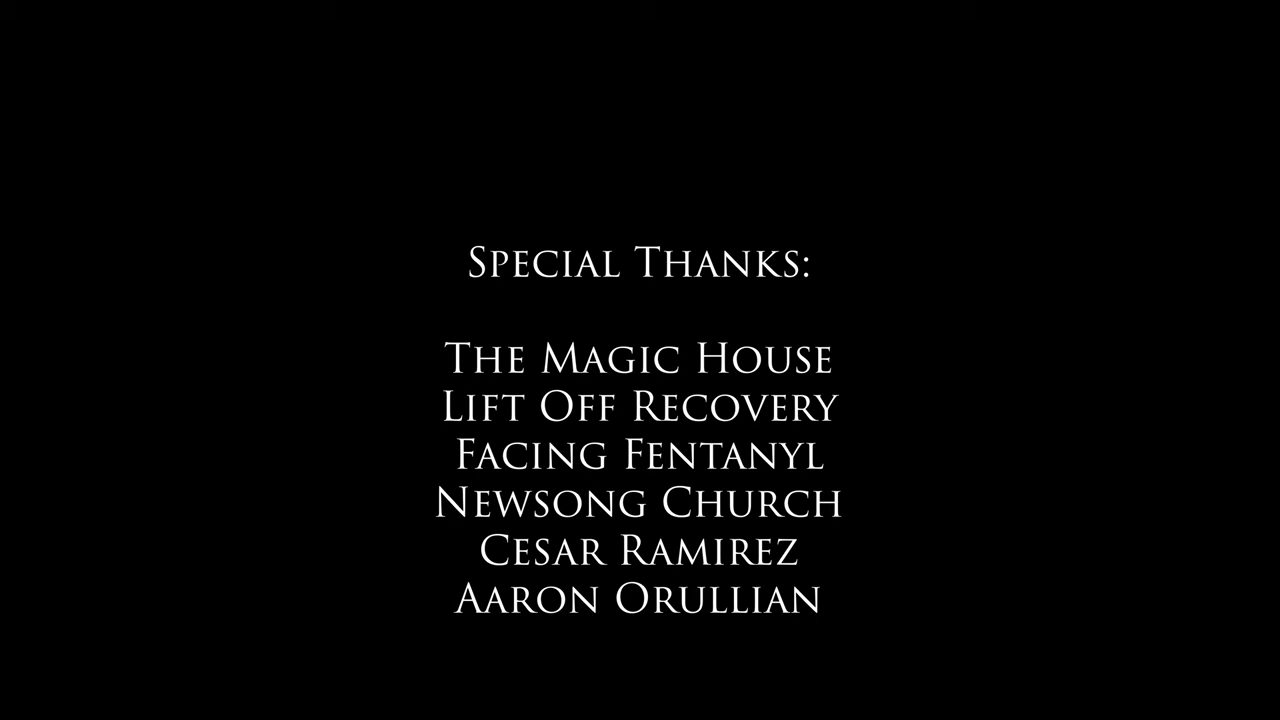 Special Thanks:
The Magic House
Lift Off Recovery
Facing Fentanyl
Newsong Church
Cesar Ramirez
Aaron Orullian